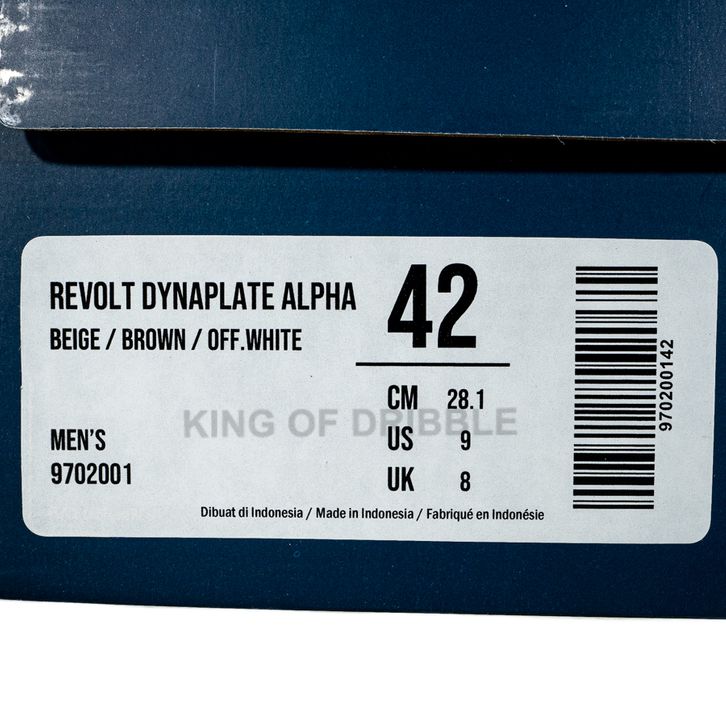 REVOLT DYNAPLATE ALPHA
BEIGE / BROWN / OFF.WHITE
42
CM 28.1
US 9
UK 8
KING OF DRIBBLE
MEN'S
9702001
Dibuat di Indonesia / Made in Indonesia / Fabriqué en Indonésie
970200142